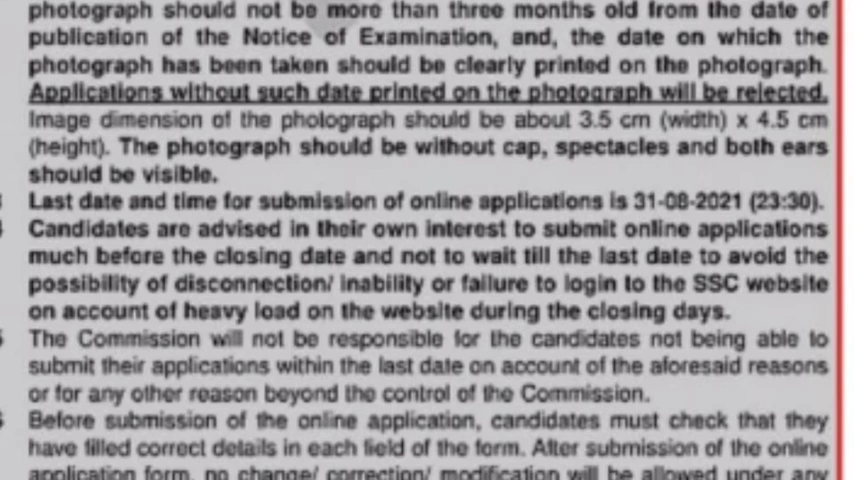 photograph should not be more than three months old from the date of
publication of the Notice of Examination, and, the date on which the
photograph has been taken should be clearly printed on the photograph.
Applications without such date printed on the photograph will be rejected.
Image dimension of the photograph should be about 3.5 cm (width) x 4.5 cm
(height). The photograph should be without cap, spectacles and both ears
should be visible.
Last date and time for submission of online applications is 31-08-2021 (23:30).
Candidates are advised in their own interest to submit online applications
much before the closing date and not to wait till the last date to avoid the
possibility of disconnection/ inability or failure to login to the SSC website
on account of heavy load on the website during the closing days.
The Commission will not be responsible for the candidates not being able to
submit their applications within the last date on account of the aforesaid reasons
or for any other reason beyond the control of the Commission.
Before submission of the online application, candidates must check that they
have filled correct details in each field of the form. After submission of the online
application form, no change/ correction/ modification will be allowed under any